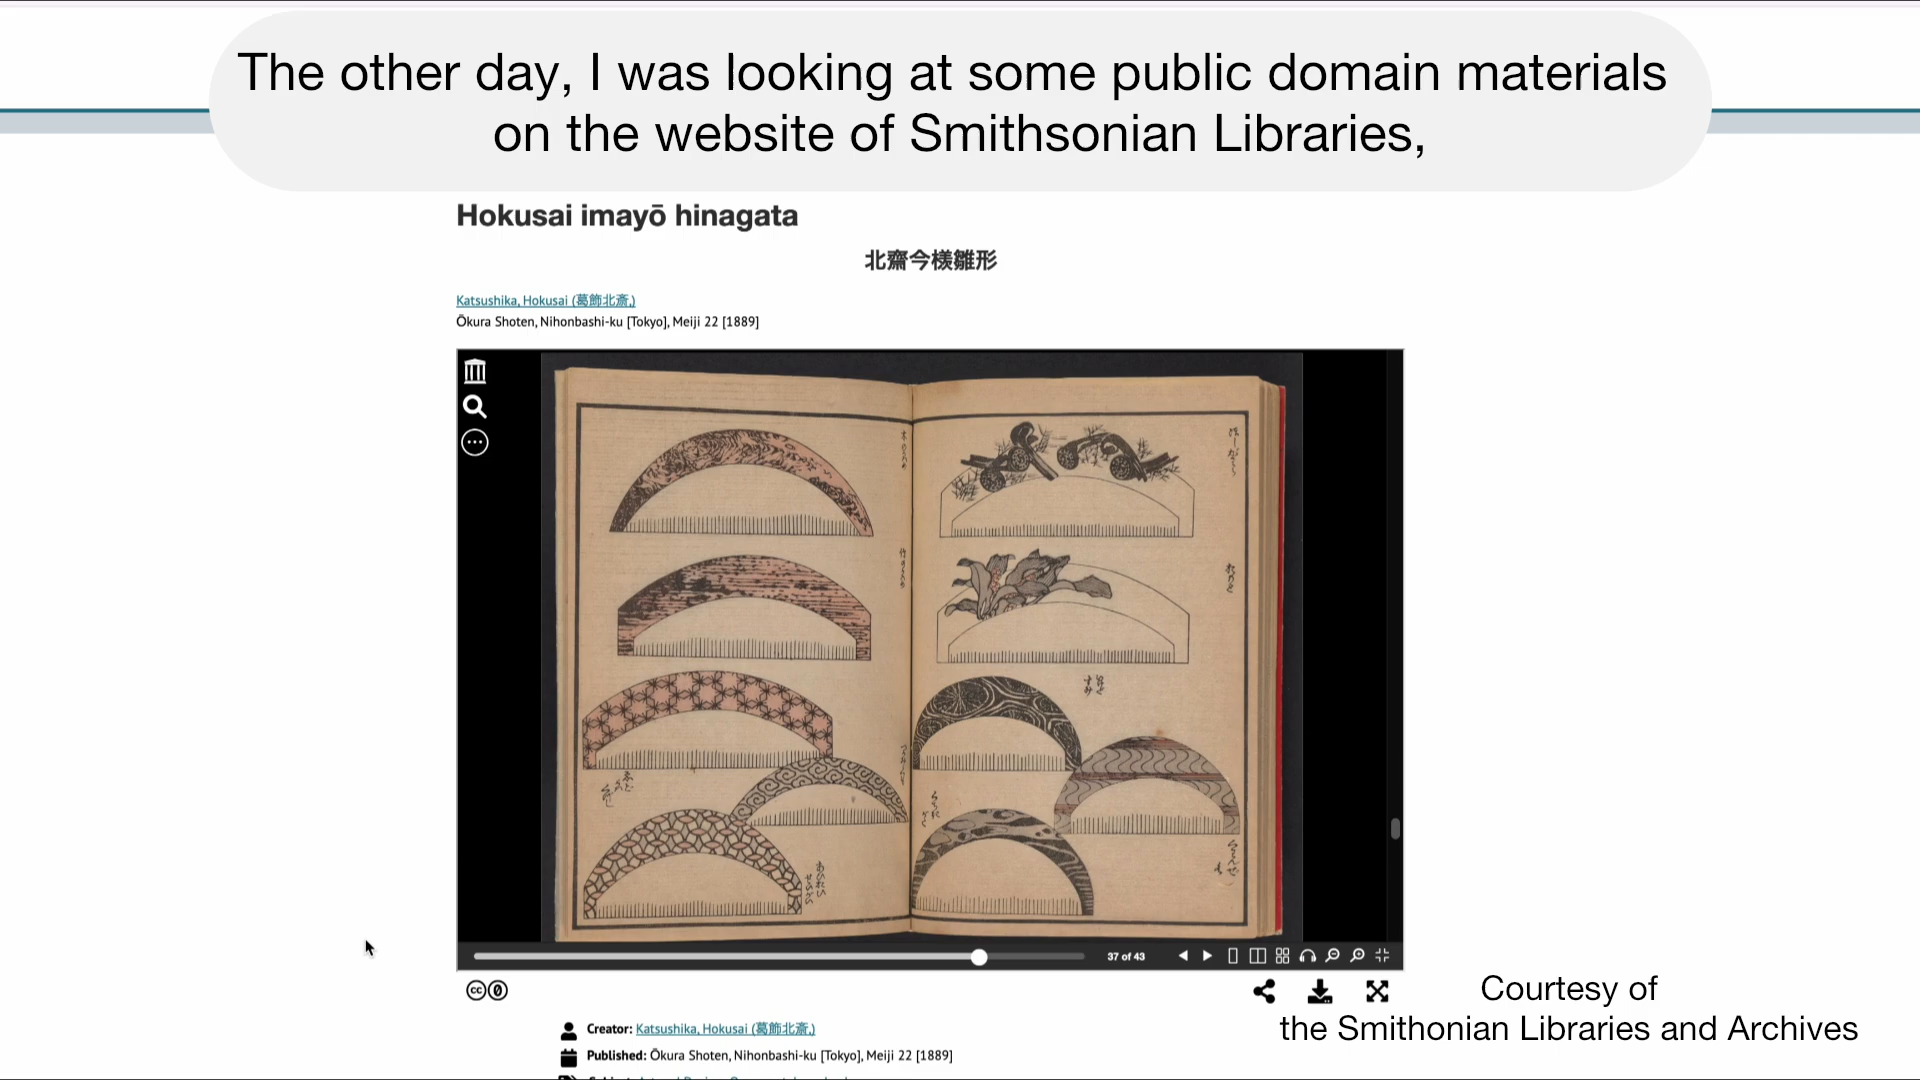 The other day, I was looking at some public domain materials
on the website of Smithsonian Libraries,
Hokusai imayō hinagata
北齋今様雛形
Katsushika, Hokusai (葛飾北斎,)
Ōkura Shoten, Nihonbashi-ku [Tokyo], Meiji 22 [1889]
37 of 43
Courtesy of
the Smithonian Libraries and Archives
Creator: Katsushika, Hokusai (葛飾北斎,)
Published: Ōkura Shoten, Nihonbashi-ku [Tokyo], Meiji 22 [1889]